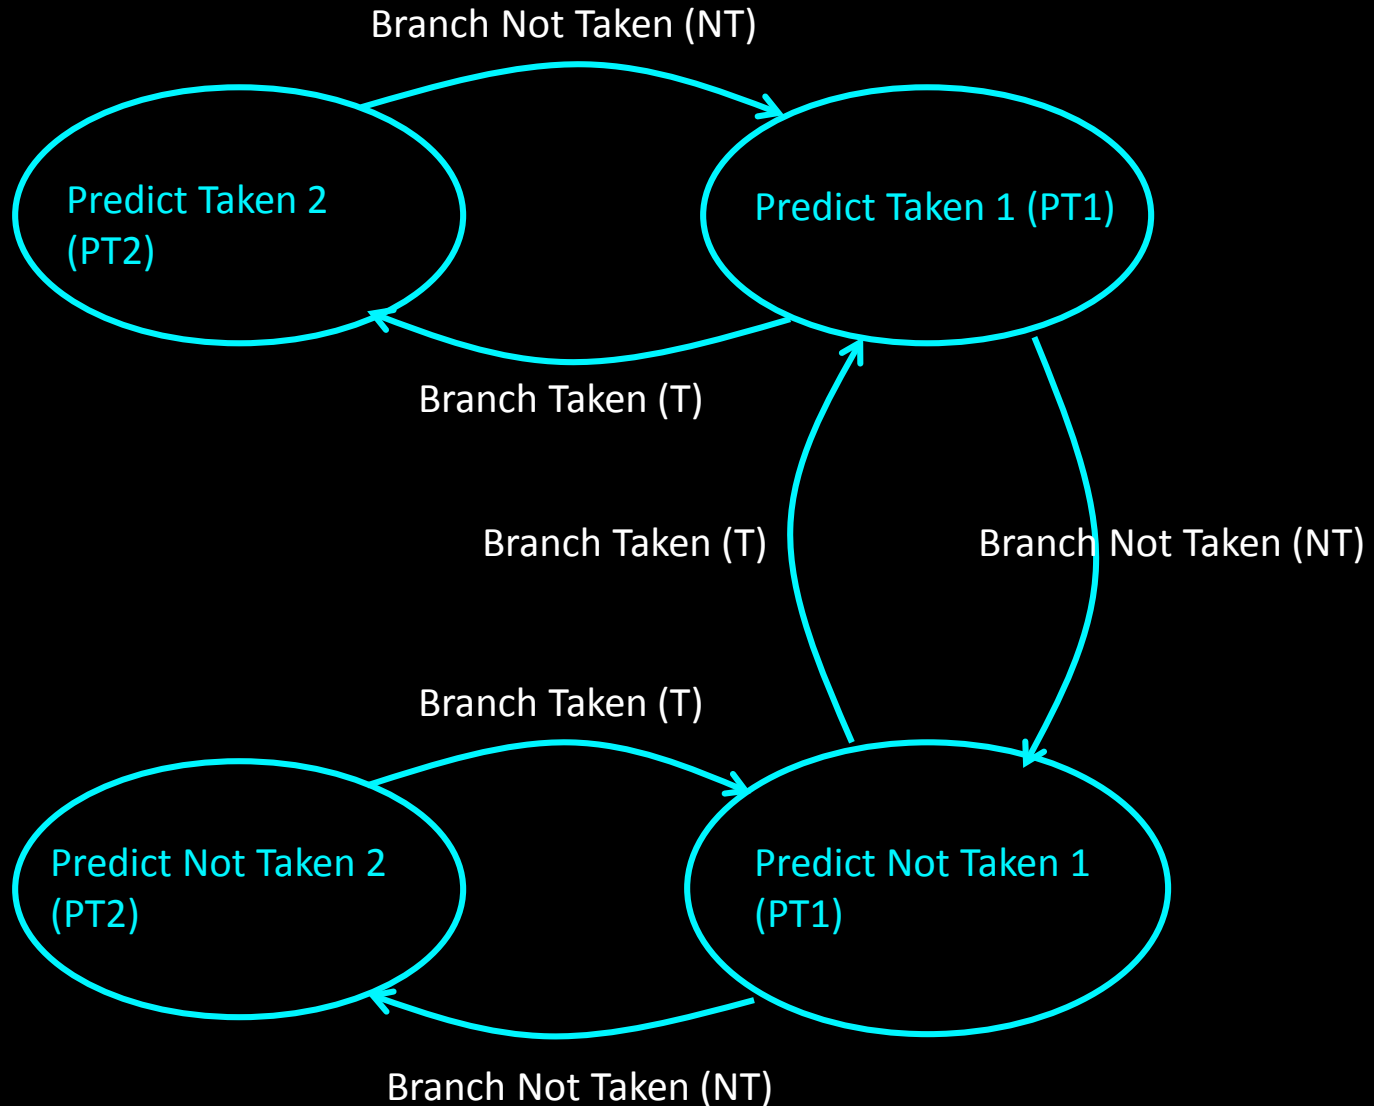 Branch Not Taken (NT)
Predict Taken 2
(PT2)
Predict Taken 1 (PT1)
Branch Taken (T)
Branch Taken (T)
Branch Not Taken (NT)
Branch Taken (T)
Predict Not Taken 2
(PT2)
Predict Not Taken 1
(PT1)
Branch Not Taken (NT)